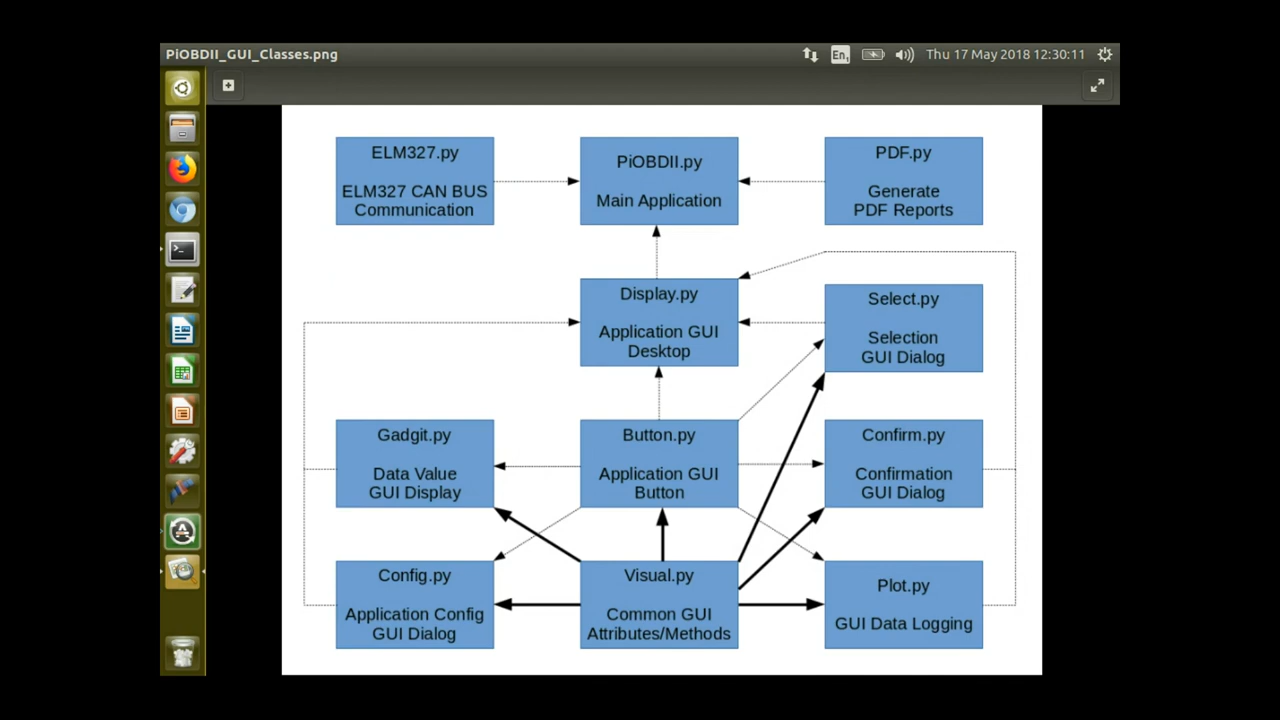 PiOBDII_GUI_Classes.png
En1
Thu 17 May 2018 12:30:11
ELM327.py
ELM327 CAN BUS
Communication
PiOBDII.py
Main Application
PDF.py
Generate
PDF Reports
Display.py
Application GUI
Desktop
Select.py
Selection
GUI Dialog
Gadgit.py
Data Value
GUI Display
Button.py
Application GUI
Button
Confirm.py
Confirmation
GUI Dialog
Config.py
Application Config
GUI Dialog
Visual.py
Common GUI
Attributes/Methods
Plot.py
GUI Data Logging